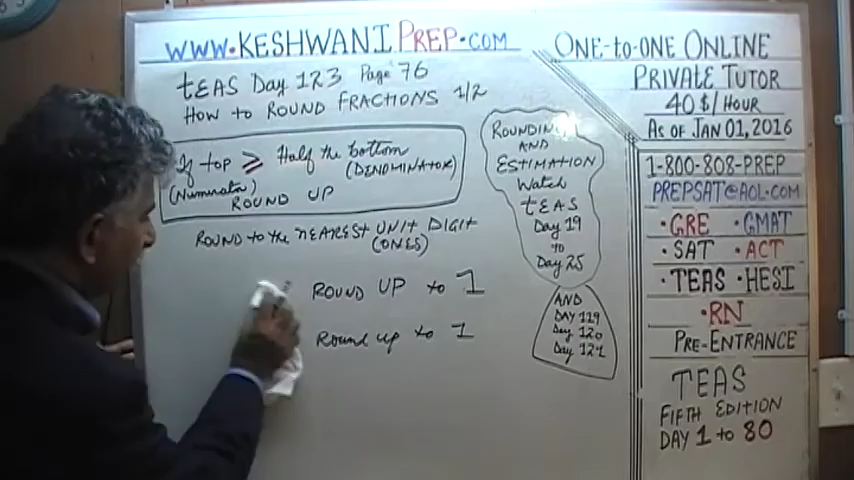 www.KESHWANIPREP.com
tEAS Day 123 Page 76
HOW to ROUND FRACTIONS 1/2
If top ≥ Half the bottom
(Numerator) (DENOMINATOR)
ROUND UP
ROUND to the NEAREST UNIT DIGIT
(ONES)
ROUND UP to 1
Round up to 1
ROUNDING
AND
ESTIMATION
Watch
tEAS
Day 19
to
Day 25
AND
DAY 119
Day 120
Day 121
ONE-to-ONE ONLINE
PRIVATE TUTOR
40 $/HOUR
AS OF JAN 01, 2016
1-800-808-PREP
PREPSAT@AOL.COM
•GRE •GMAT
•SAT •ACT
•TEAS •HESI
•RN
PRE-ENTRANCE
TEAS
FIFTH EDITION
DAY 1 to 80